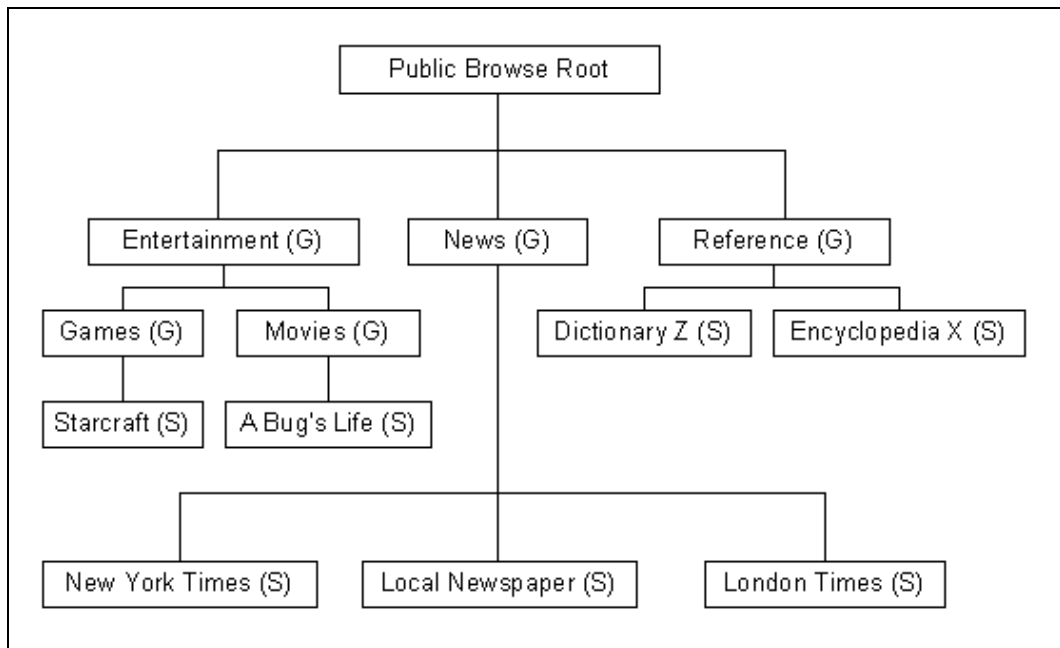 Public Browse Root
Entertainment (G)
News (G)
Reference (G)
Games (G)
Movies (G)
Dictionary Z (S)
Encyclopedia X (S)
Starcraft (S)
A Bug's Life (S)
New York Times (S)
Local Newspaper (S)
London Times (S)